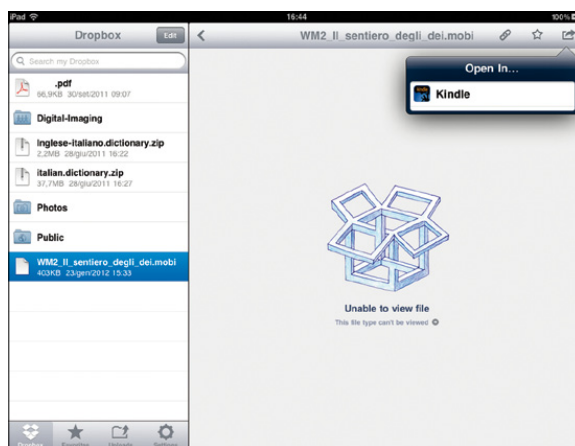 iPad
16:44
100%
Dropbox
Edit
WM2_Il_sentiero_degli_dei.mobi
Search my Dropbox
Open In...
Kindle
.pdf
66,9KB 30/set/2011 09:07
Digital-Imaging
Inglese-italiano.dictionary.zip
2,2MB 28/giu/2011 16:22
italian.dictionary.zip
37,7MB 28/giu/2011 16:27
Photos
Public
WM2_Il_sentiero_degli_dei.mobi
403KB 23/gen/2012 15:33
Unable to view file
This file type can't be viewed
Dropbox Favorites Uploads Settings